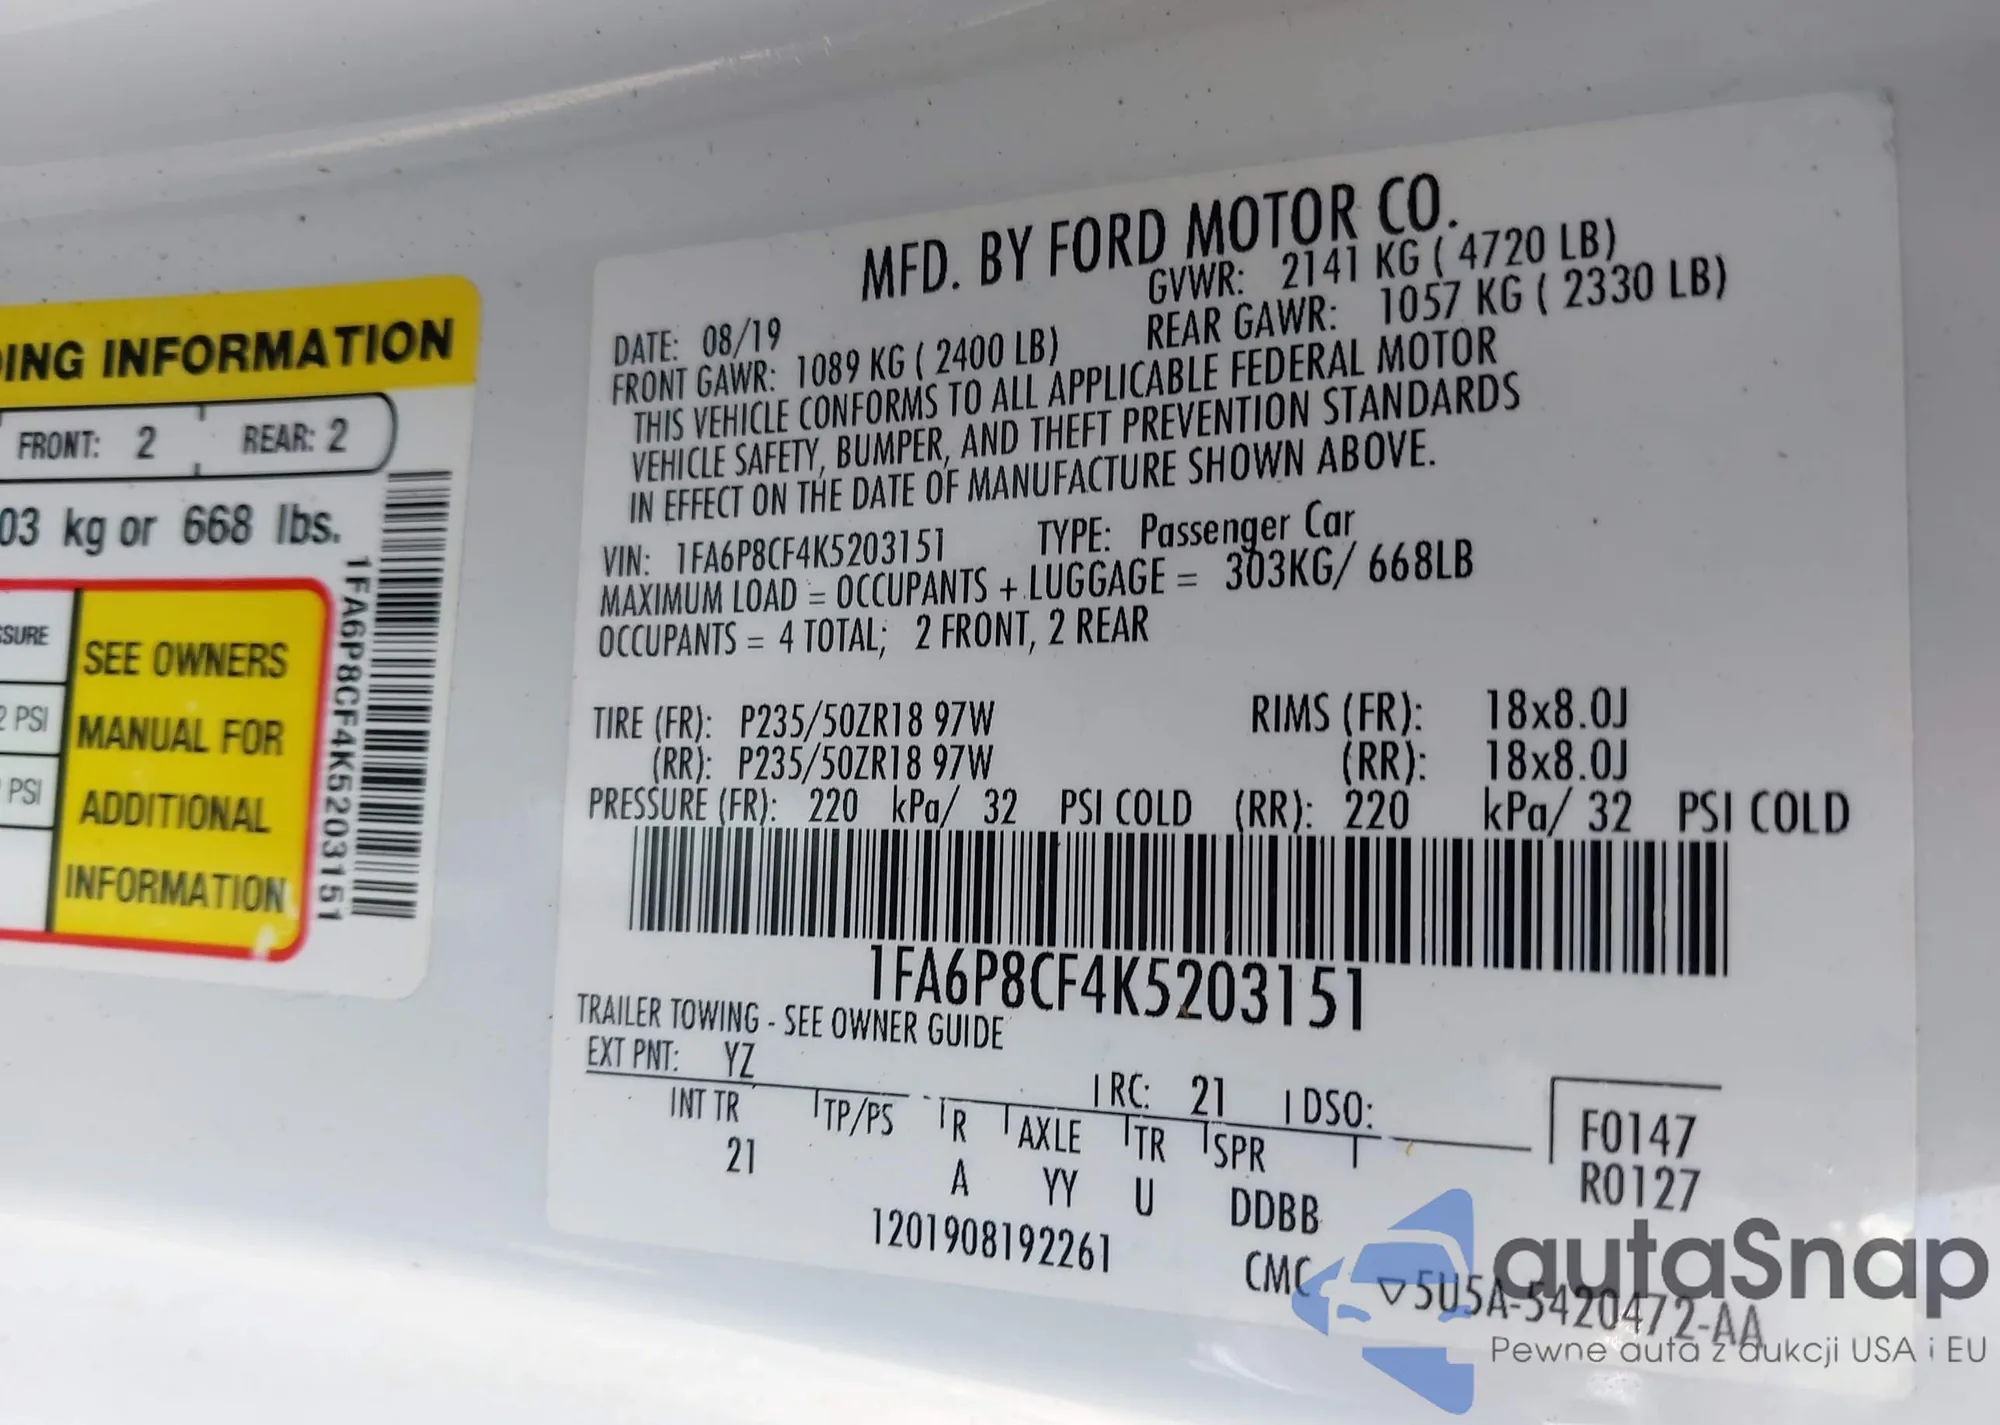 ING INFORMATION
FRONT: 2 REAR: 2
03 kg or 668 lbs.
SSURE
2 PSI
PSI
SEE OWNERS
MANUAL FOR
ADDITIONAL
INFORMATION
1FA6P8CF4K5203151
MFD. BY FORD MOTOR CO.
DATE: 08/19 GVWR: 2141 KG ( 4720 LB)
FRONT GAWR: 1089 KG ( 2400 LB) REAR GAWR: 1057 KG ( 2330 LB)
THIS VEHICLE CONFORMS TO ALL APPLICABLE FEDERAL MOTOR
VEHICLE SAFETY, BUMPER, AND THEFT PREVENTION STANDARDS
IN EFFECT ON THE DATE OF MANUFACTURE SHOWN ABOVE.
VIN: 1FA6P8CF4K5203151 TYPE: Passenger Car
MAXIMUM LOAD = OCCUPANTS + LUGGAGE = 303KG/ 668LB
OCCUPANTS = 4 TOTAL; 2 FRONT, 2 REAR
TIRE (FR): P235/50ZR18 97W RIMS (FR): 18x8.0J
(RR): P235/50ZR18 97W (RR): 18x8.0J
PRESSURE (FR): 220 kPa/ 32 PSI COLD (RR): 220 kPa/ 32 PSI COLD
1FA6P8CF4K5203151
TRAILER TOWING - SEE OWNER GUIDE
EXT PNT: YZ RC: 21 DSO:
INT TR TP/PS R AXLE TR SPR
21 A YY U DDBB
F0147
R0127
1201908192261
CMC ▽5U5A-5420472-AA
autaSnap
Pewne auta z aukcji USA i EU